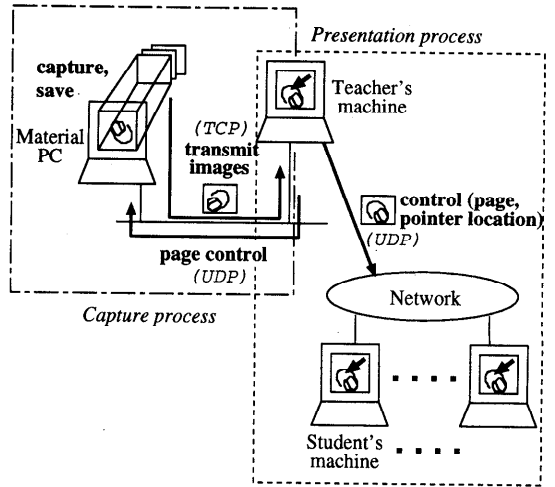 Presentation process
capture,
save
Material
PC
Teacher's
machine
(TCP)
transmit
images
control (page,
pointer location)
(UDP)
page control
(UDP)
Capture process
Network
Student's
machine